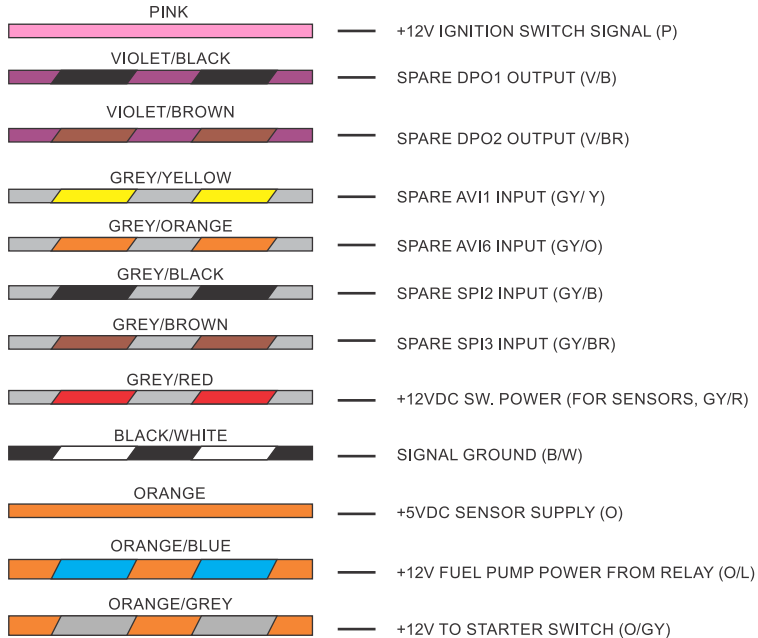 PINK
+12V IGNITION SWITCH SIGNAL (P)
VIOLET/BLACK
SPARE DPO1 OUTPUT (V/B)
VIOLET/BROWN
SPARE DPO2 OUTPUT (V/BR)
GREY/YELLOW
SPARE AVI1 INPUT (GY/ Y)
GREY/ORANGE
SPARE AVI6 INPUT (GY/O)
GREY/BLACK
SPARE SPI2 INPUT (GY/B)
GREY/BROWN
SPARE SPI3 INPUT (GY/BR)
GREY/RED
+12VDC SW. POWER (FOR SENSORS, GY/R)
BLACK/WHITE
SIGNAL GROUND (B/W)
ORANGE
+5VDC SENSOR SUPPLY (O)
ORANGE/BLUE
+12V FUEL PUMP POWER FROM RELAY (O/L)
ORANGE/GREY
+12V TO STARTER SWITCH (O/GY)